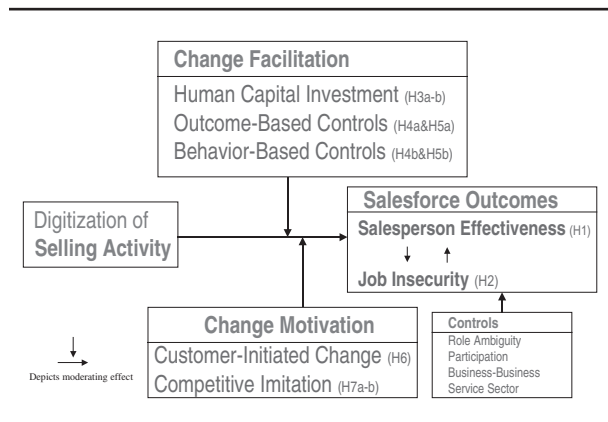 Change Facilitation
Human Capital Investment (H3a-b)
Outcome-Based Controls (H4a&H5a)
Behavior-Based Controls (H4b&H5b)
Digitization of
Selling Activity
Salesforce Outcomes
Salesperson Effectiveness (H1)
Job Insecurity (H2)
Change Motivation
Customer-Initiated Change (H6)
Competitive Imitation (H7a-b)
Controls
Role Ambiguity
Participation
Business-Business
Service Sector
Depicts moderating effect